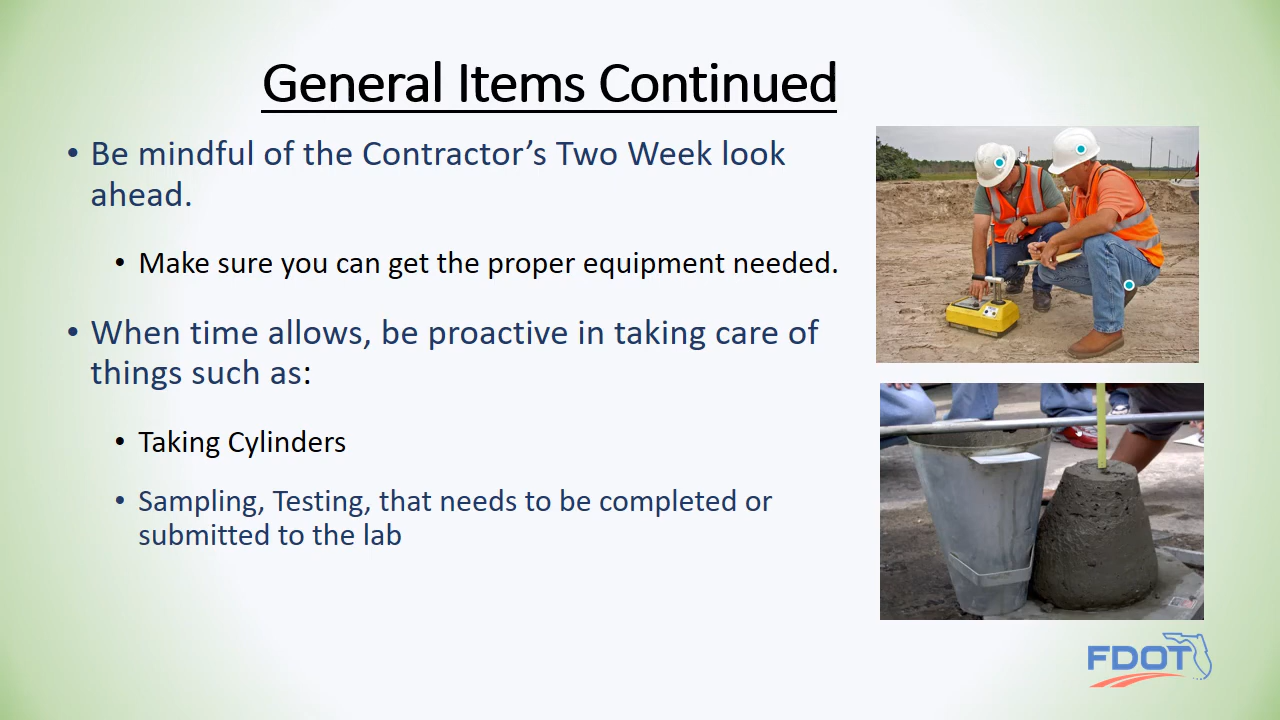 General Items Continued
• Be mindful of the Contractor’s Two Week look
ahead.
• Make sure you can get the proper equipment needed.
• When time allows, be proactive in taking care of
things such as:
• Taking Cylinders
• Sampling, Testing, that needs to be completed or
submitted to the lab
FDOT